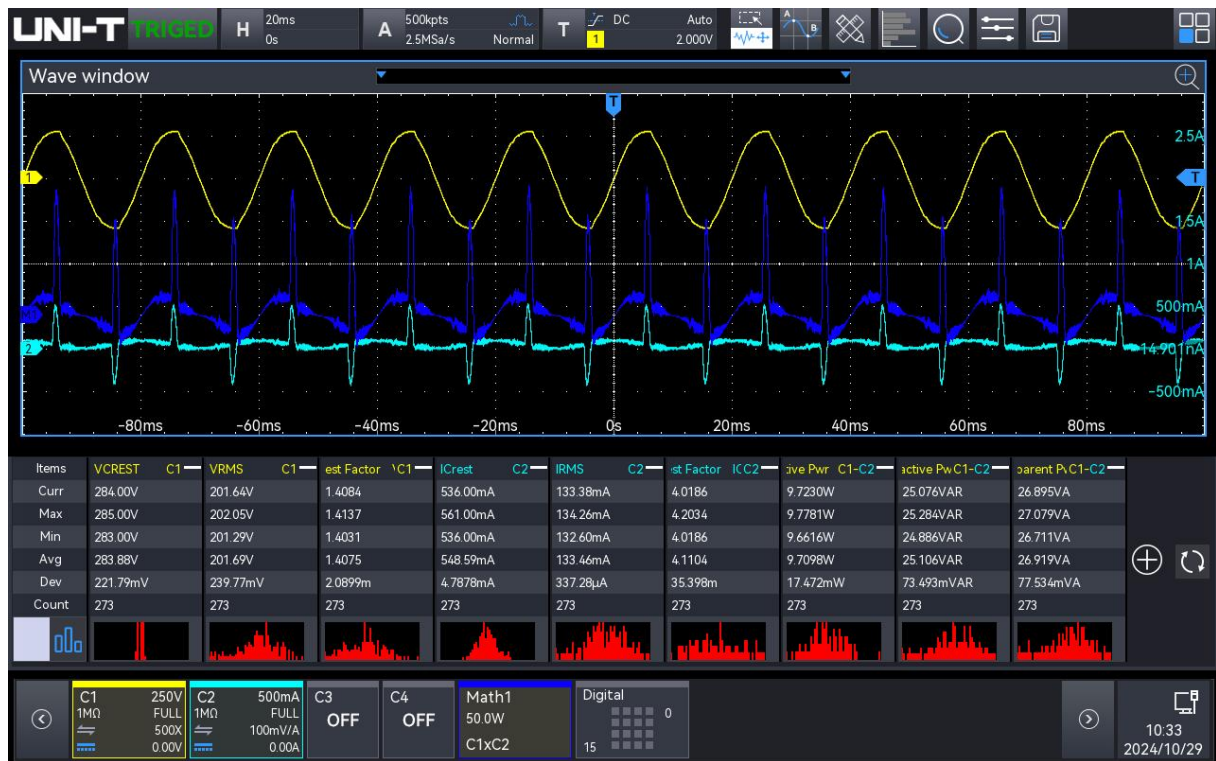 UNI-T TRIGED H 20ms 0s A 500kpts 2.5MSa/s Normal T DC 1 Auto 2.000V A B
Wave window
T
2.5A
1 T
1.5A
1A
500mA
2
-500mA
-80ms -60ms -40ms -20ms 0s 20ms 40ms 60ms 80ms
Items VCREST C1 VRMS C1 est Factor C1 ICrest C2 IRMS C2 st Factor IC C2 ive Pwr C1-C2 active Pw C1-C2 parent P C1-C2
Curr 284.00V 201.64V 1.4084 536.00mA 133.38mA 4.0186 9.7230W 25.076VAR 26.895VA
Max 285.00V 202.05V 1.4137 561.00mA 134.26mA 4.2034 9.7781W 25.284VAR 27.079VA
Min 283.00V 201.29V 1.4031 536.00mA 132.60mA 4.0186 9.6616W 24.886VAR 26.711VA
Avg 283.88V 201.69V 1.4075 548.59mA 133.46mA 4.1104 9.7098W 25.106VAR 26.919VA
Dev 221.79mV 239.77mV 2.0899m 4.7878mA 337.28µA 35.398m 17.472mW 73.493mVAR 77.534mVA
Count 273 273 273 273 273 273 273 273 273
C1 250V
1MΩ FULL
500X
0.00V
C2 500mA
1MΩ FULL
100mV/A
0.00A
C3
OFF
C4
OFF
Math1
50.0W
C1xC2
Digital
0
15
10:33
2024/10/29